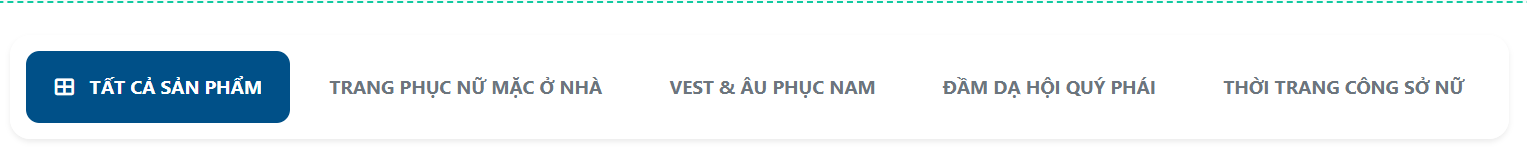 TẤT CẢ SẢN PHẨM
TRANG PHỤC NỮ MẶC Ở NHÀ
VEST & ÂU PHỤC NAM
ĐẦM DẠ HỘI QUÝ PHÁI
THỜI TRANG CÔNG SỞ NỮ